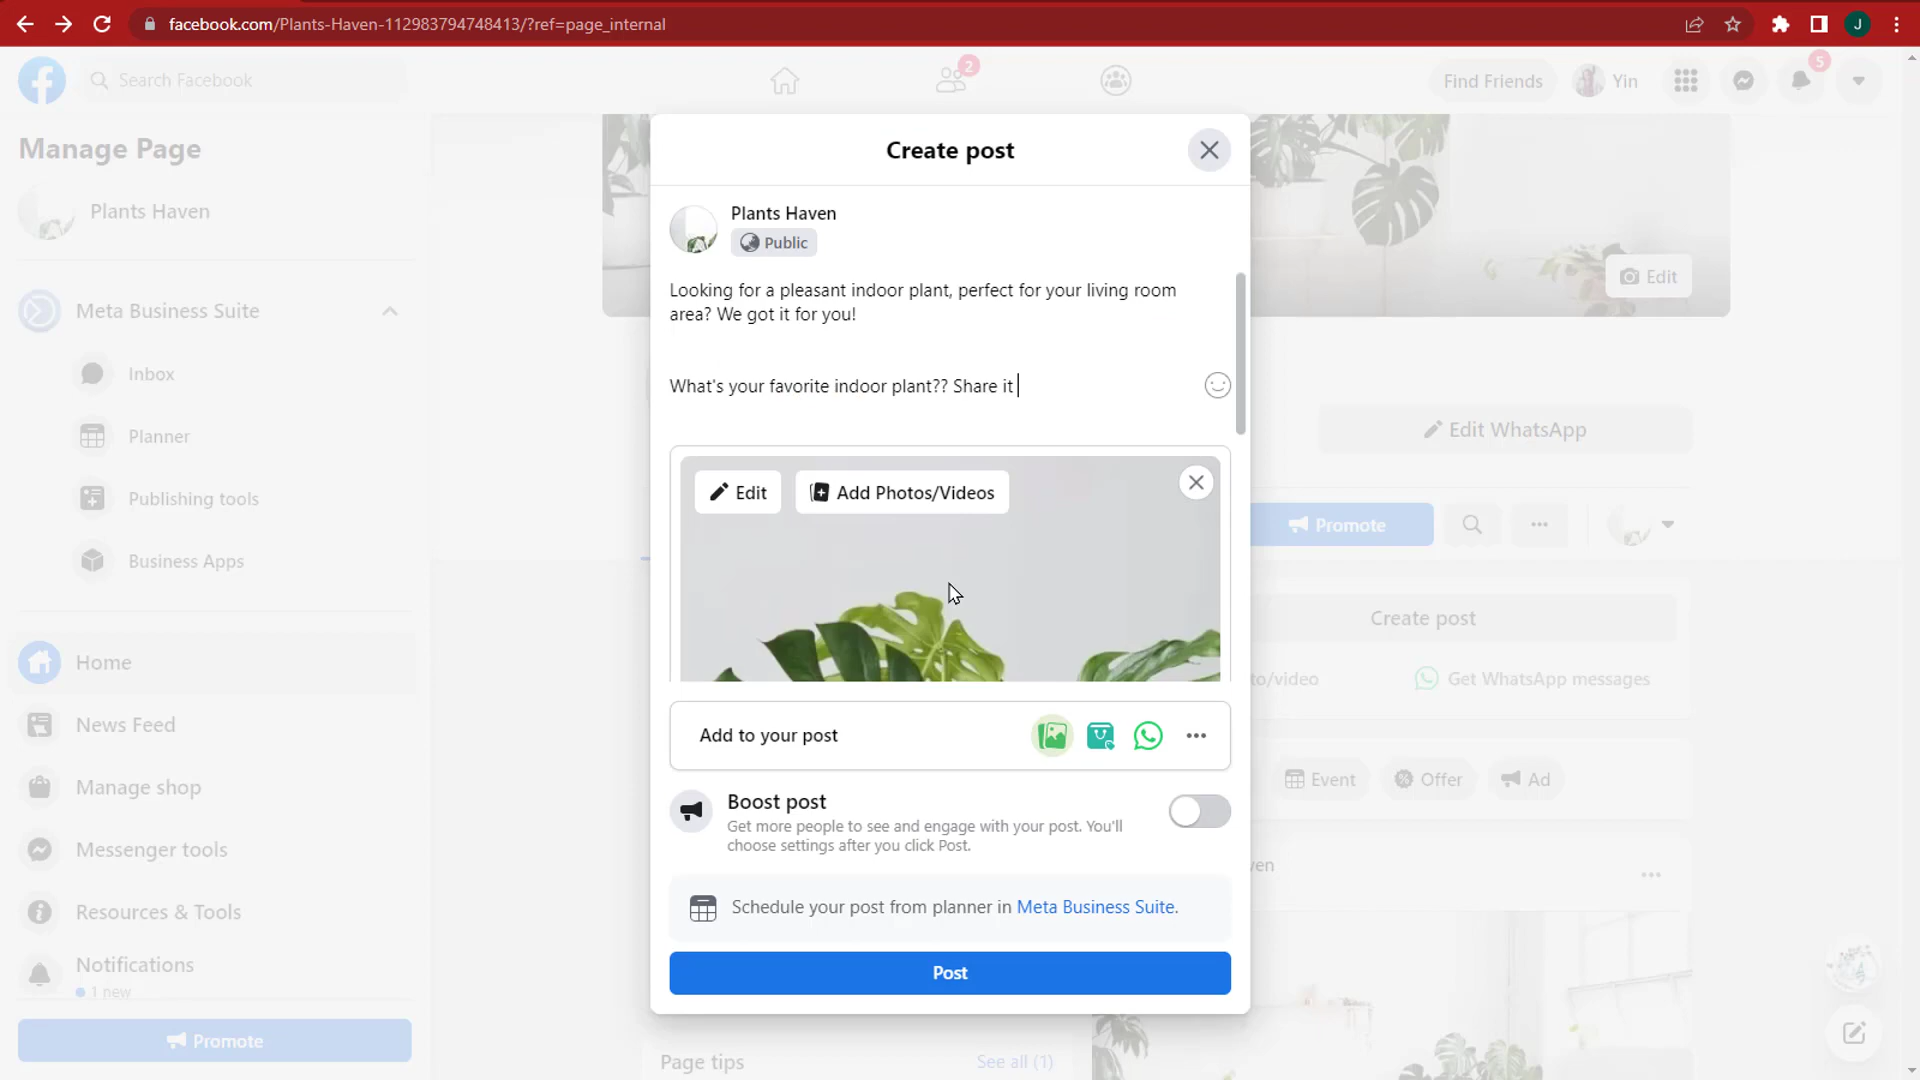 facebook.com/Plants-Haven-112983794748413/?ref=page_internal
J
Search Facebook
2
Find Friends
Yin
5
Manage Page
Plants Haven
Meta Business Suite
Inbox
Planner
Publishing tools
Business Apps
Home
News Feed
Manage shop
Messenger tools
Resources & Tools
Notifications
1 new
Promote
Create post
Plants Haven
Public
Looking for a pleasant indoor plant, perfect for your living room
area? We got it for you!
What's your favorite indoor plant?? Share it
Edit
Add Photos/Videos
Add to your post
Boost post
Get more people to see and engage with your post. You'll
choose settings after you click Post.
Schedule your post from planner in Meta Business Suite.
Post
Edit
Edit WhatsApp
Promote
Create post
to/video
Get WhatsApp messages
Event
Offer
Ad
ven
Page tips
See all (1)